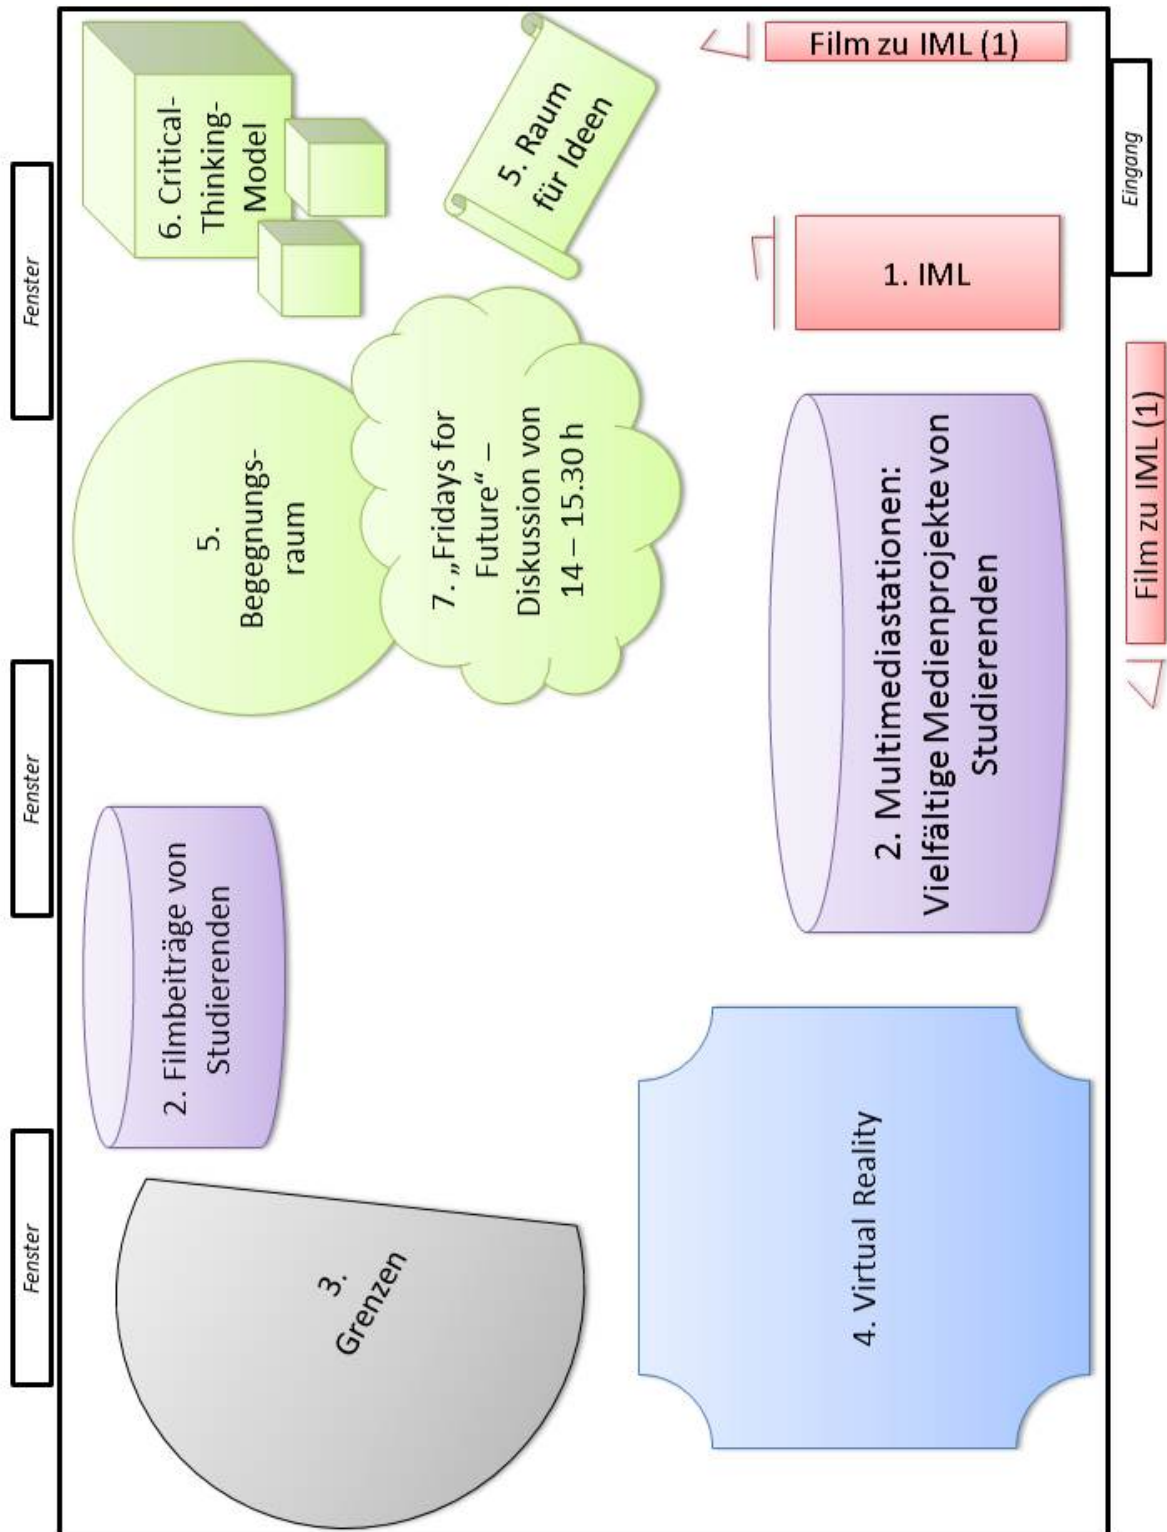 Film zu IML (1)
Eingang
1. IML
Film zu IML (1)
2. Multimediastationen:
Vielfältige Medienprojekte von
Studierenden
4. Virtual Reality
3.
Grenzen
2. Filmbeiträge von
Studierenden
5.
Begegnungs-
raum
7. „Fridays for
Future“ –
Diskussion von
14 – 15.30 h
5. Raum
für Ideen
6. Critical-
Thinking-
Model
Fenster
Fenster
Fenster